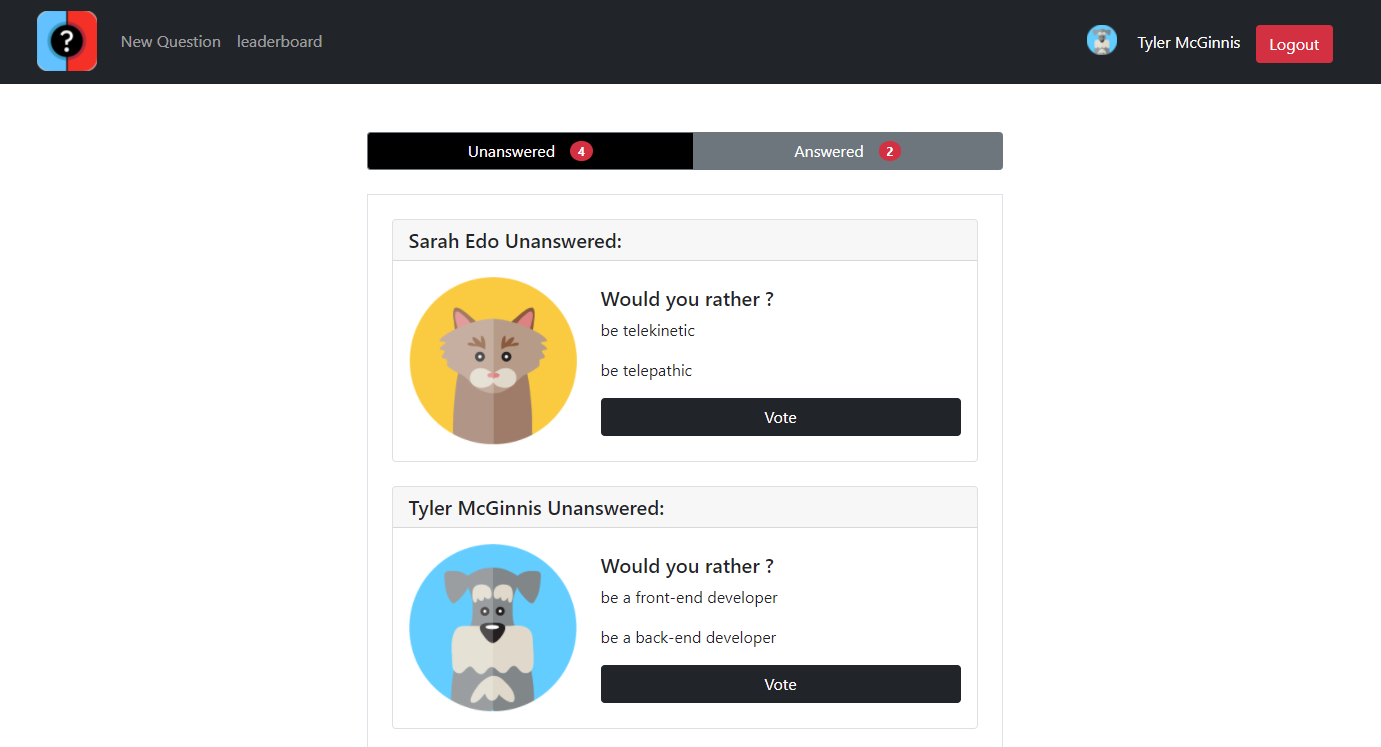 ?
New Question leaderboard
Tyler McGinnis Logout
Unanswered 4 Answered 2
Sarah Edo Unanswered:
Would you rather ?
be telekinetic
be telepathic
Vote
Tyler McGinnis Unanswered:
Would you rather ?
be a front-end developer
be a back-end developer
Vote